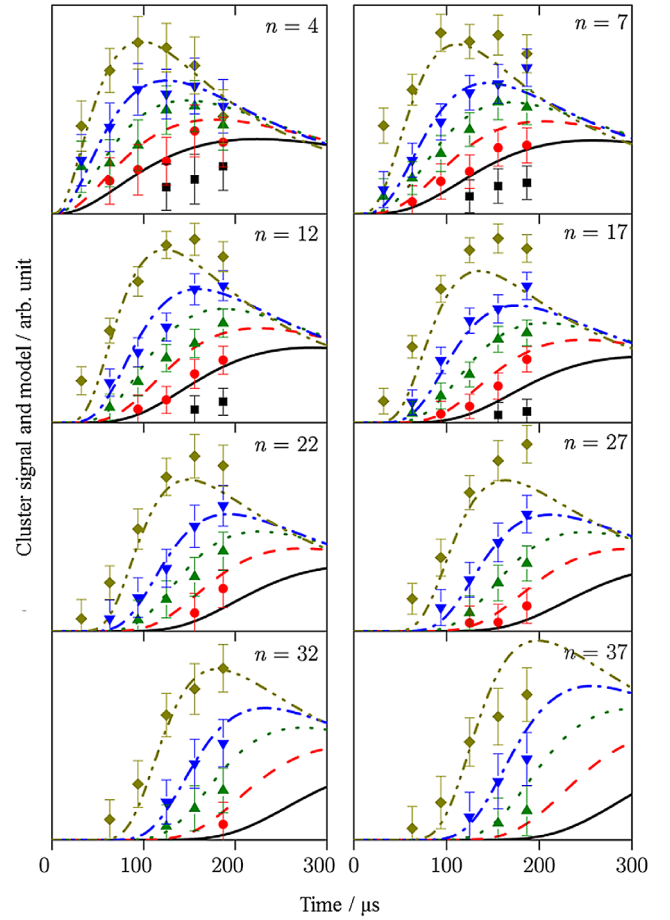 n = 4
n = 7
n = 12
n = 17
n = 22
n = 27
n = 32
n = 37
Cluster signal and model / arb. unit
0 100 200 300 0 100 200 300
Time / μs